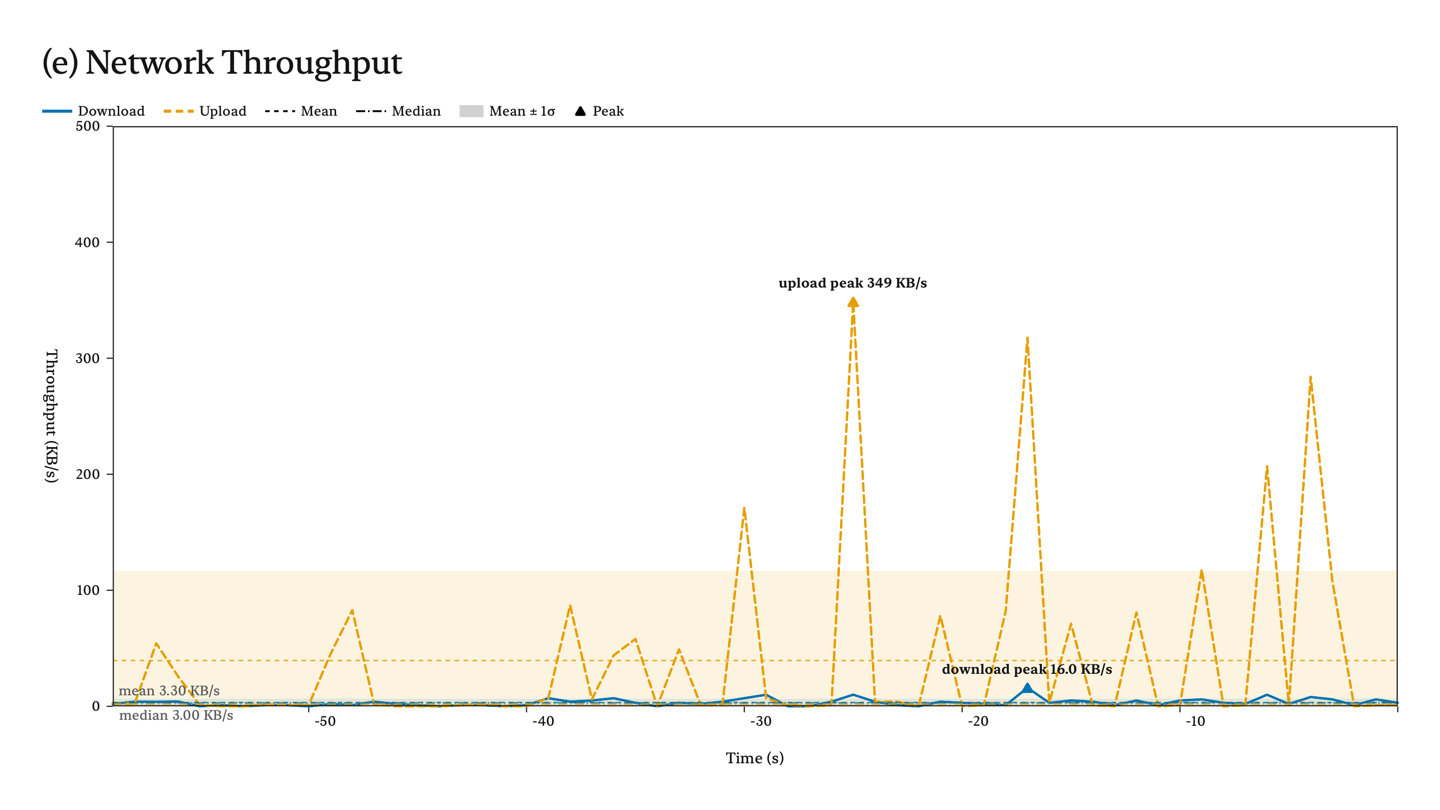 (e) Network Throughput
Download Upload Mean Median Mean ± 1σ Peak
500
400
300
200
100
0
Throughput (KB/s)
upload peak 349 KB/s
download peak 16.0 KB/s
mean 3.30 KB/s
median 3.00 KB/s
-50 -40 -30 -20 -10
Time (s)